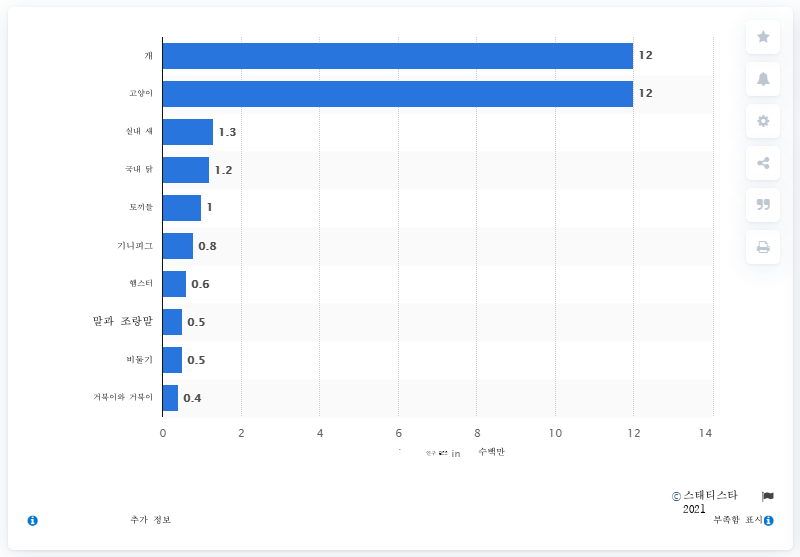 개 12
고양이 12
실내 새 1.3
국내 닭 1.2
토끼들 1
기니피그 0.8
햄스터 0.6
말과 조랑말 0.5
비둘기 0.5
거북이와 거북이 0.4
0 2 4 6 8 10 12 14
인구 in 수백만
© 스태티스타
2021
추가 정보 부족함 표시